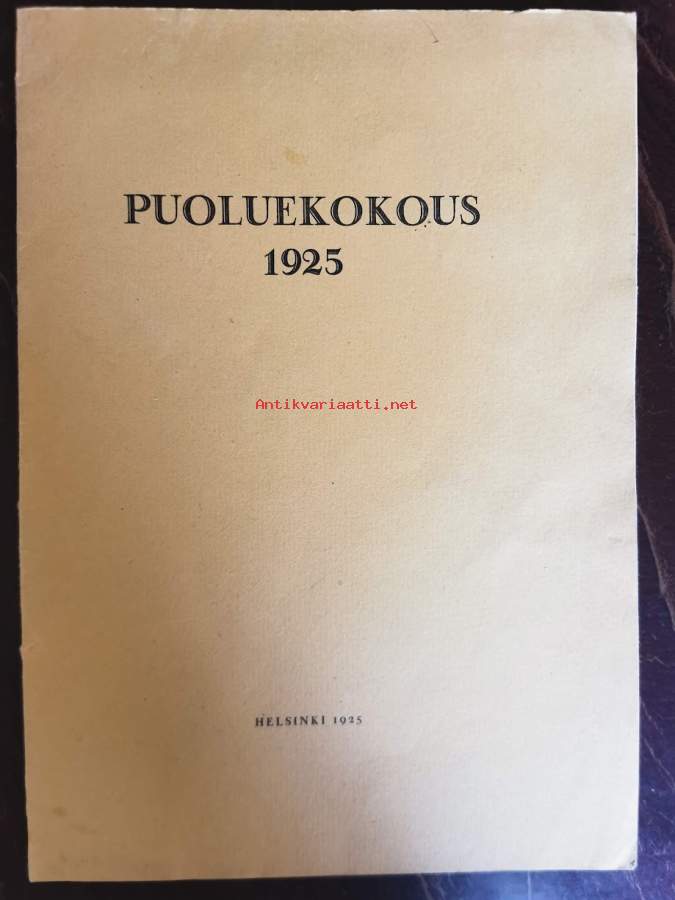 PUOLUEKOKOUS
1925
Antikvariaatti.net
HELSINKI 1925